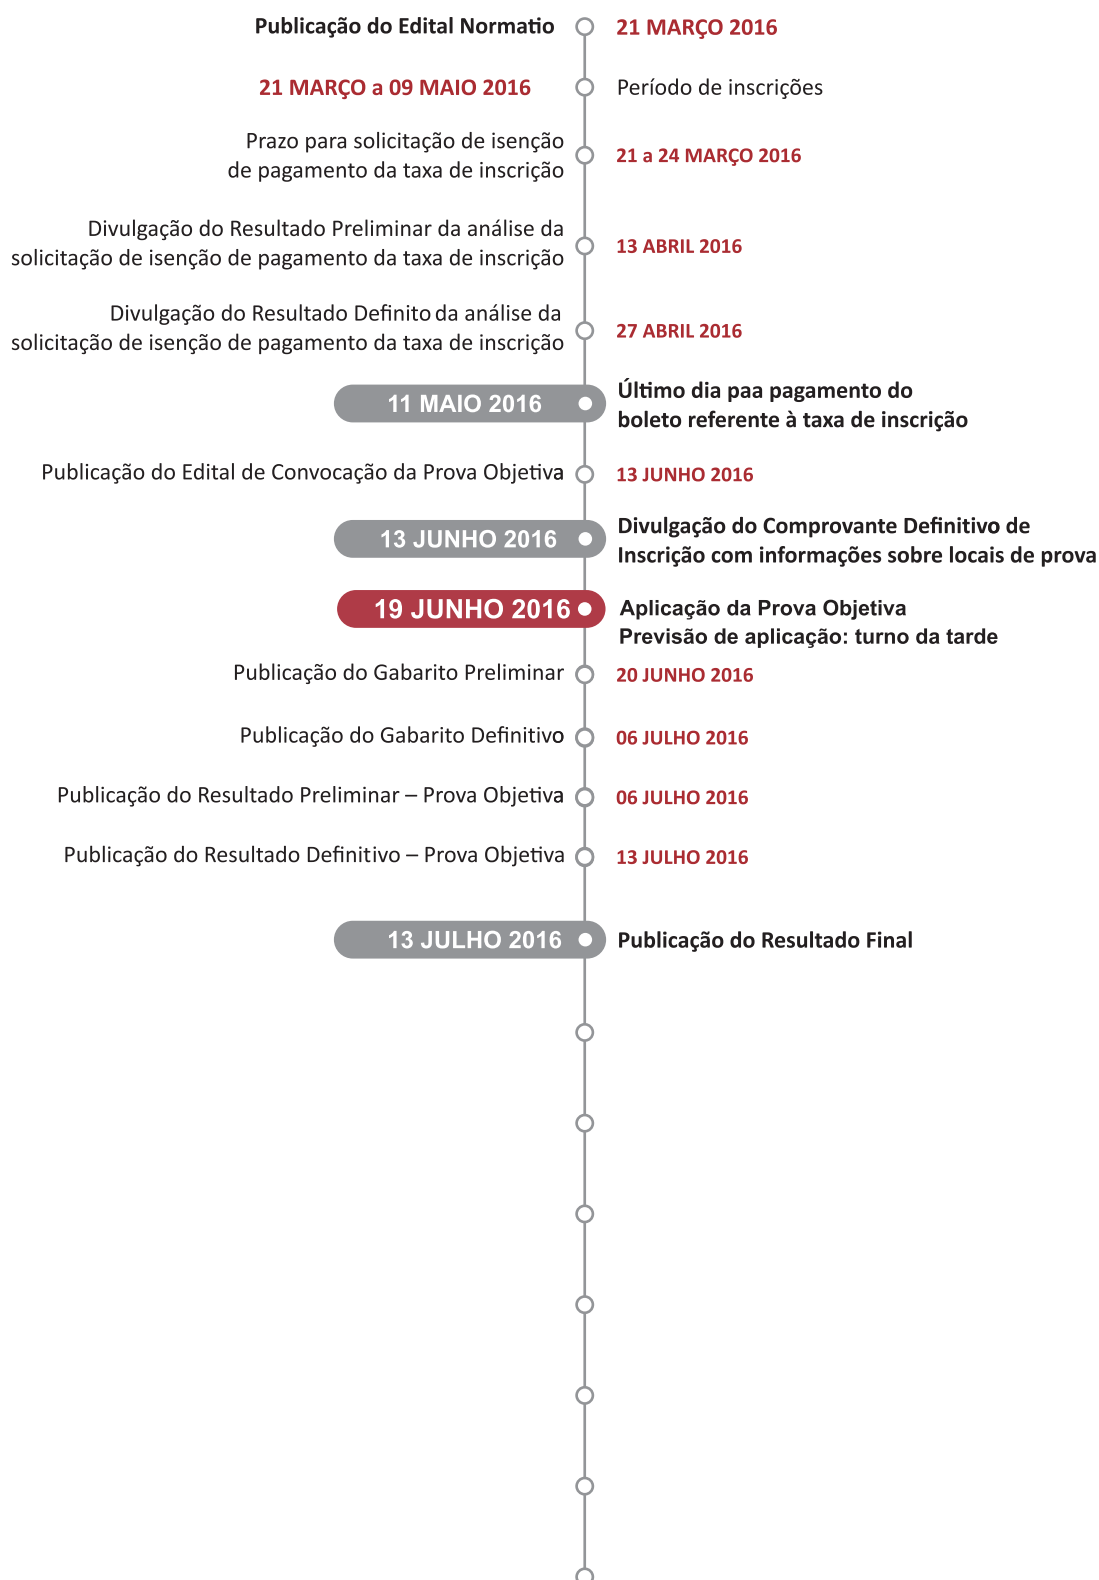 Publicação do Edital Normatio
21 MARÇO 2016
21 MARÇO a 09 MAIO 2016
Período de inscrições
Prazo para solicitação de isenção
de pagamento da taxa de inscrição
21 a 24 MARÇO 2016
Divulgação do Resultado Preliminar da análise da
solicitação de isenção de pagamento da taxa de inscrição
13 ABRIL 2016
Divulgação do Resultado Definito da análise da
solicitação de isenção de pagamento da taxa de inscrição
27 ABRIL 2016
11 MAIO 2016
Último dia paa pagamento do
boleto referente à taxa de inscrição
Publicação do Edital de Convocação da Prova Objetiva
13 JUNHO 2016
13 JUNHO 2016
Divulgação do Comprovante Definitivo de
Inscrição com informações sobre locais de prova
19 JUNHO 2016
Aplicação da Prova Objetiva
Previsão de aplicação: turno da tarde
Publicação do Gabarito Preliminar
20 JUNHO 2016
Publicação do Gabarito Definitivo
06 JULHO 2016
Publicação do Resultado Preliminar – Prova Objetiva
06 JULHO 2016
Publicação do Resultado Definitivo – Prova Objetiva
13 JULHO 2016
13 JULHO 2016
Publicação do Resultado Final